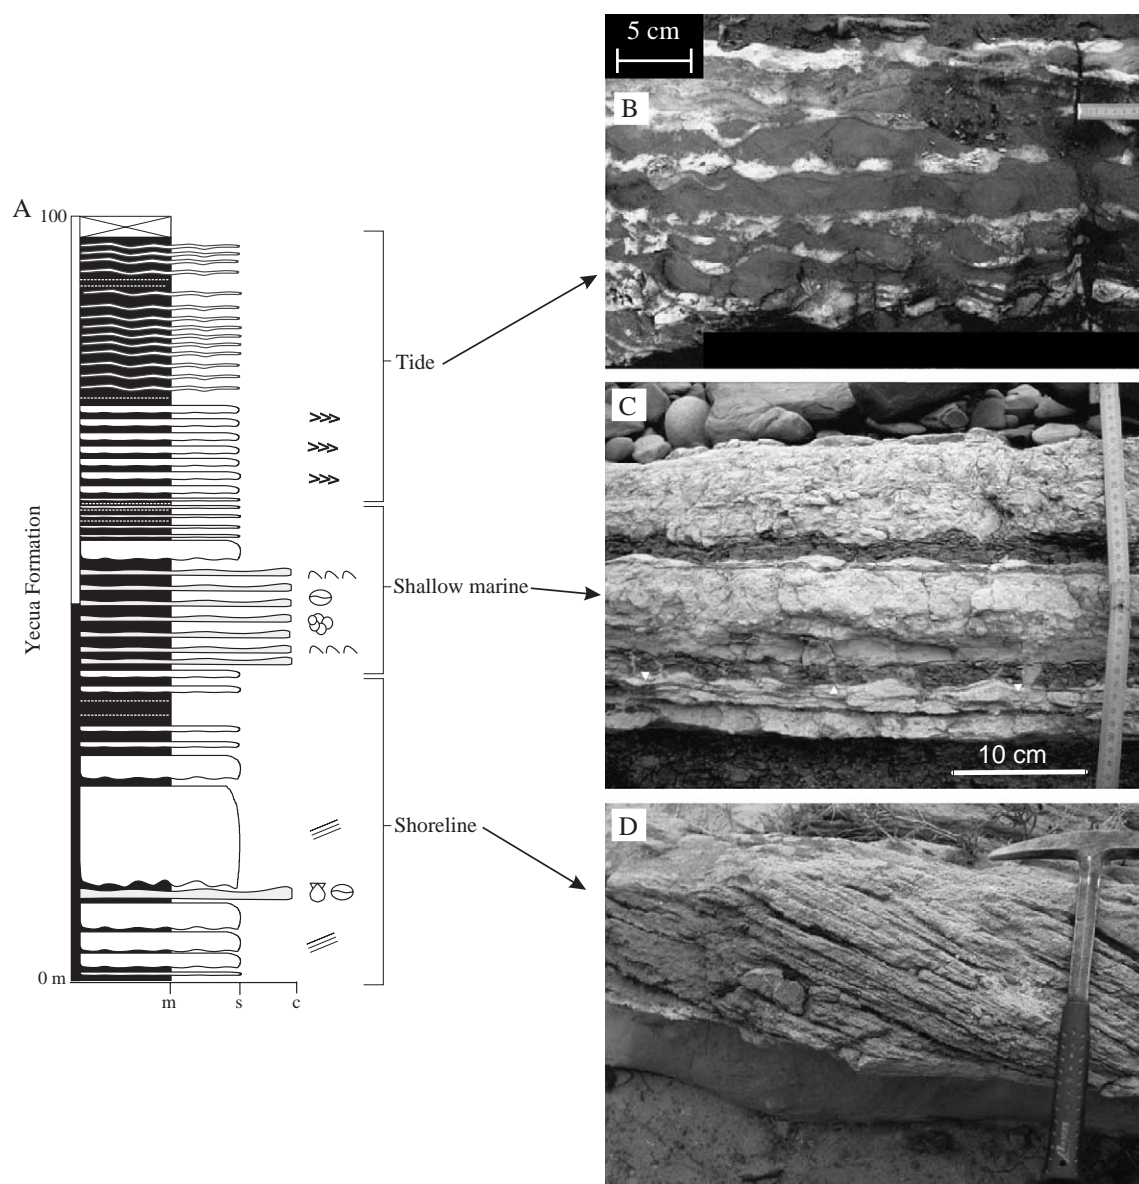 A
100
Yecua Formation
0 m
m s c
Tide
Shallow marine
Shoreline
5 cm
B
C
10 cm
D